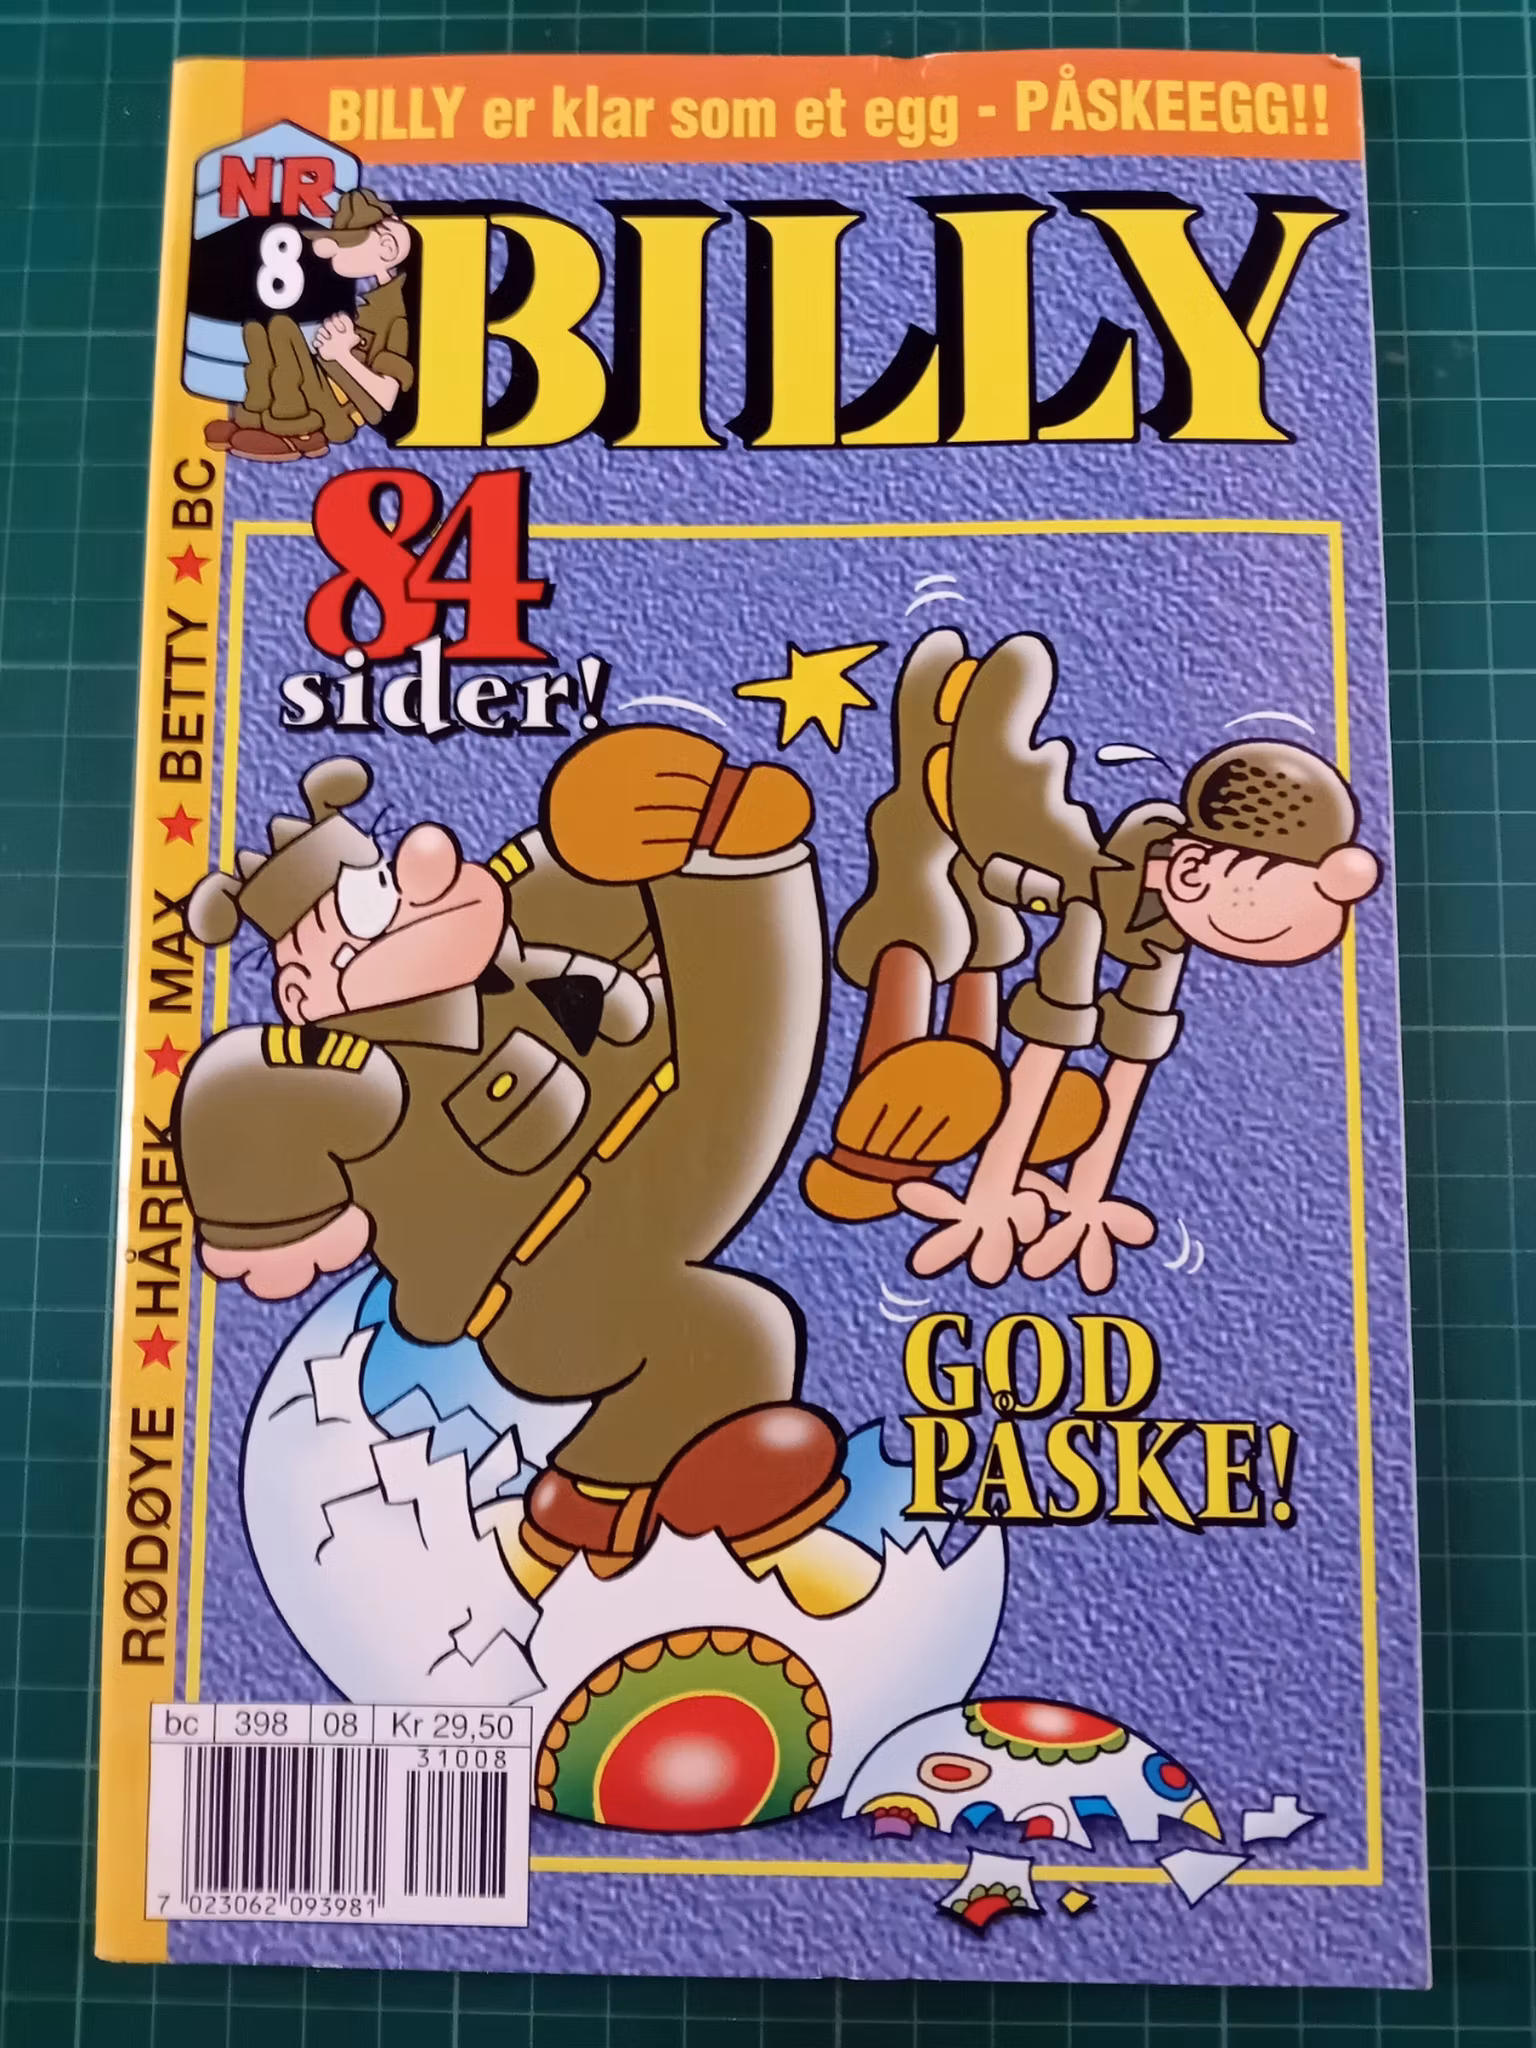 BILLY er klar som et egg - PÅSKEEGG!!
NR
8
BILLY
84
sider!
RØDØYE ★ HÅREK ★ MAX ★ BETTY ★ BC
GOD
PÅSKE!
bc 398 08 Kr 29,50
31008
7 023062 093981